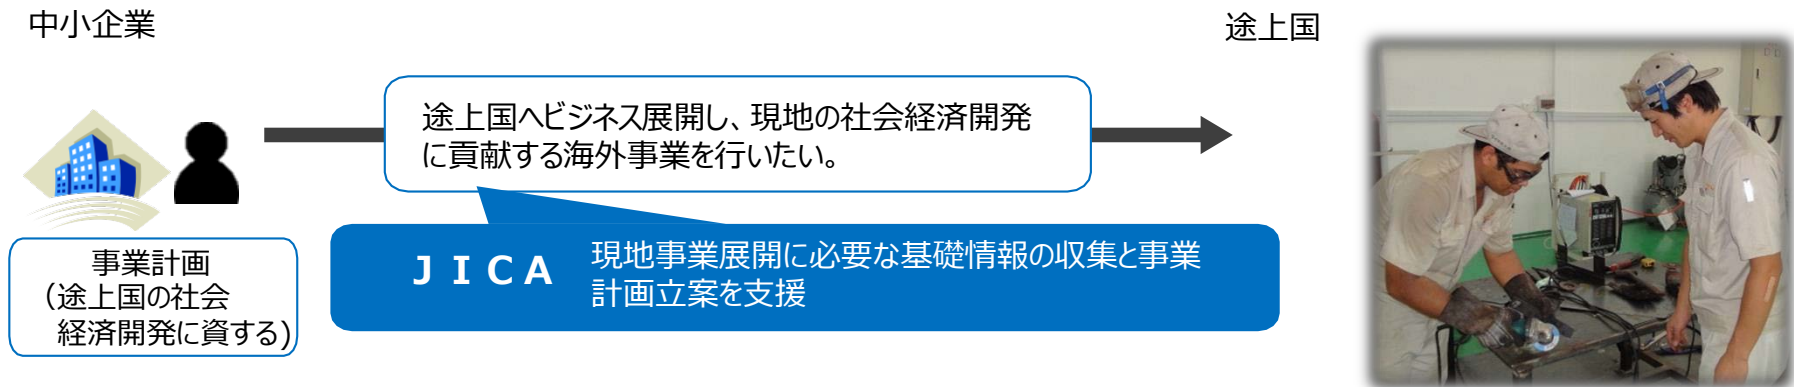 中小企業
途上国
途上国へビジネス展開し、現地の社会経済開発
に貢献する海外事業を行いたい。
事業計画
（途上国の社会
経済開発に資する)
ＪＩＣＡ
現地事業展開に必要な基礎情報の収集と事業
計画立案を支援